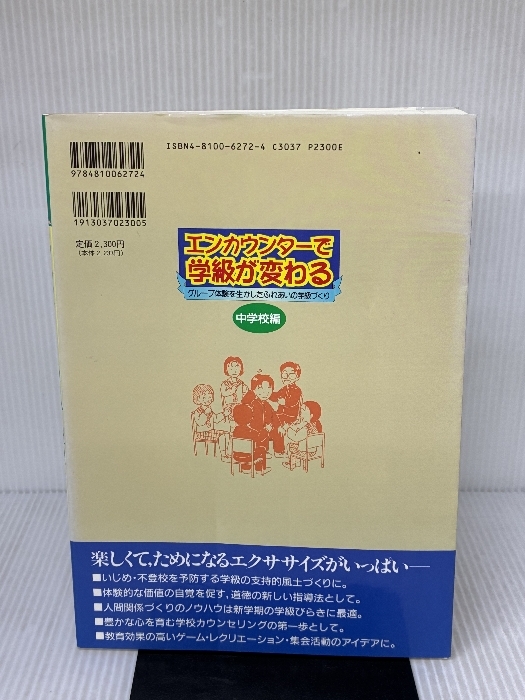 ISBN4-8100-6272-4 C3037 P2300E
9784810062724
1913037023005
定価2,300円
(本体2,233円)
エンカウンターで
学級が変わる
グループ体験を生かしたふれあいの学級づくり
中学校編
楽しくて,ためになるエクササイズがいっぱい──
■いじめ・不登校を予防する学級の支持的風土づくりに。
■体験的な価値の自覚を促す,道徳の新しい指導法として。
■人間関係づくりのノウハウは新学期の学級びらきに最適。
■豊かな心を育む学校カウンセリングの第一歩として。
■教育効果の高いゲーム・レクリエーション・集会活動のアイデアに。